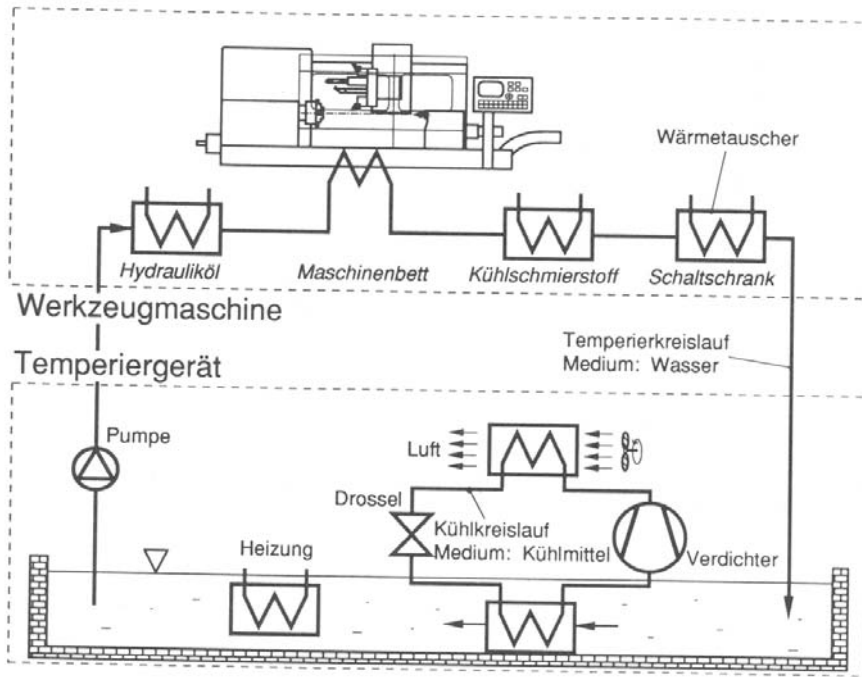 Wärmetauscher
Hydrauliköl
Maschinenbett
Kühlschmierstoff
Schaltschrank
Werkzeugmaschine
Temperiergerät
Temperierkreislauf
Medium: Wasser
Pumpe
Luft
Drossel
Kühlkreislauf
Medium: Kühlmittel
Verdichter
Heizung